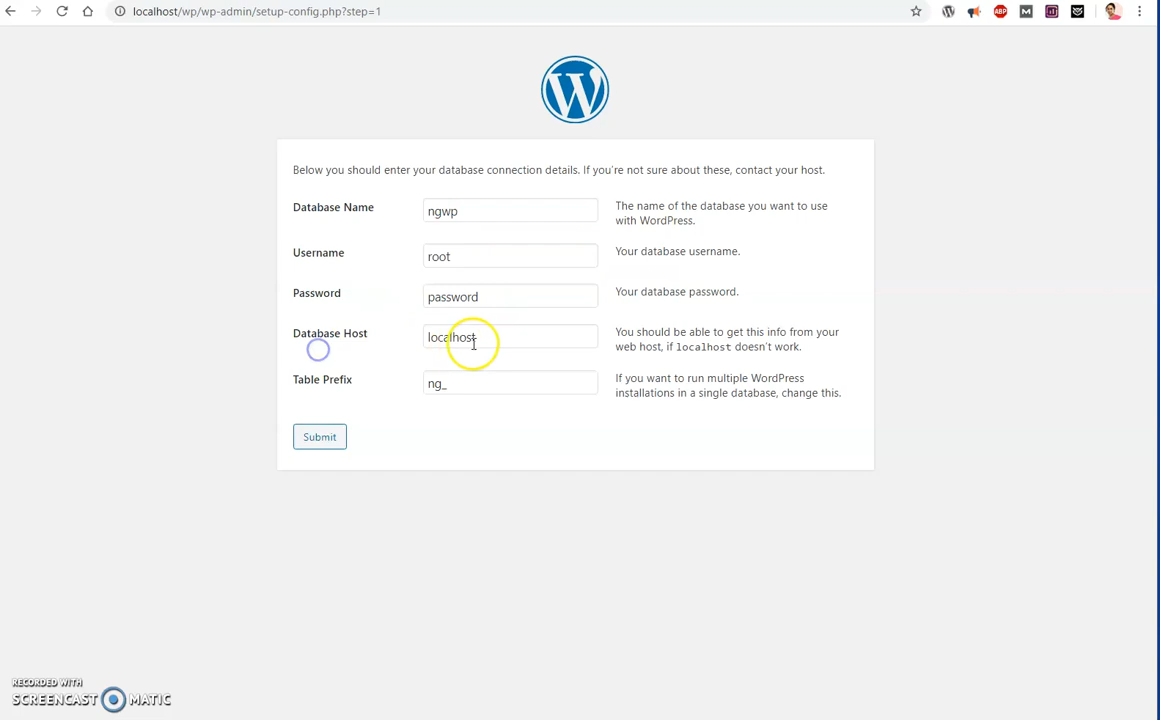 localhost/wp/wp-admin/setup-config.php?step=1
ABP
M
W
Below you should enter your database connection details. If you're not sure about these, contact your host.
Database Name
ngwp
The name of the database you want to use
with WordPress.
Username
root
Your database username.
Password
password
Your database password.
Database Host
localhost
You should be able to get this info from your
web host, if localhost doesn't work.
Table Prefix
ng_
If you want to run multiple WordPress
installations in a single database, change this.
Submit
RECORDED WITH
SCREENCAST MATIC